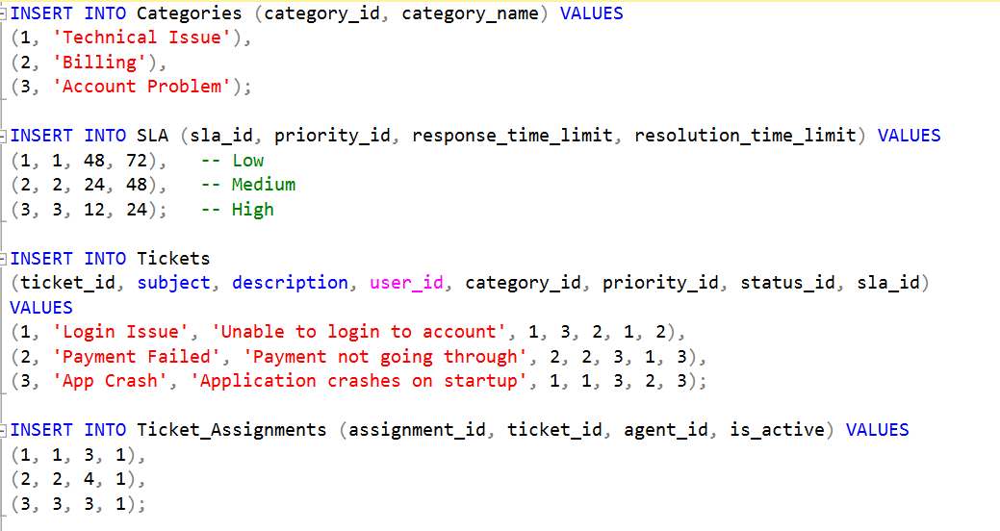 INSERT INTO Categories (category_id, category_name) VALUES
(1, 'Technical Issue'),
(2, 'Billing'),
(3, 'Account Problem');
INSERT INTO SLA (sla_id, priority_id, response_time_limit, resolution_time_limit) VALUES
(1, 1, 48, 72),   -- Low
(2, 2, 24, 48),   -- Medium
(3, 3, 12, 24);   -- High
INSERT INTO Tickets
(ticket_id, subject, description, user_id, category_id, priority_id, status_id, sla_id)
VALUES
(1, 'Login Issue', 'Unable to login to account', 1, 3, 2, 1, 2),
(2, 'Payment Failed', 'Payment not going through', 2, 2, 3, 1, 3),
(3, 'App Crash', 'Application crashes on startup', 1, 1, 3, 2, 3);
INSERT INTO Ticket_Assignments (assignment_id, ticket_id, agent_id, is_active) VALUES
(1, 1, 3, 1),
(2, 2, 4, 1),
(3, 3, 3, 1);